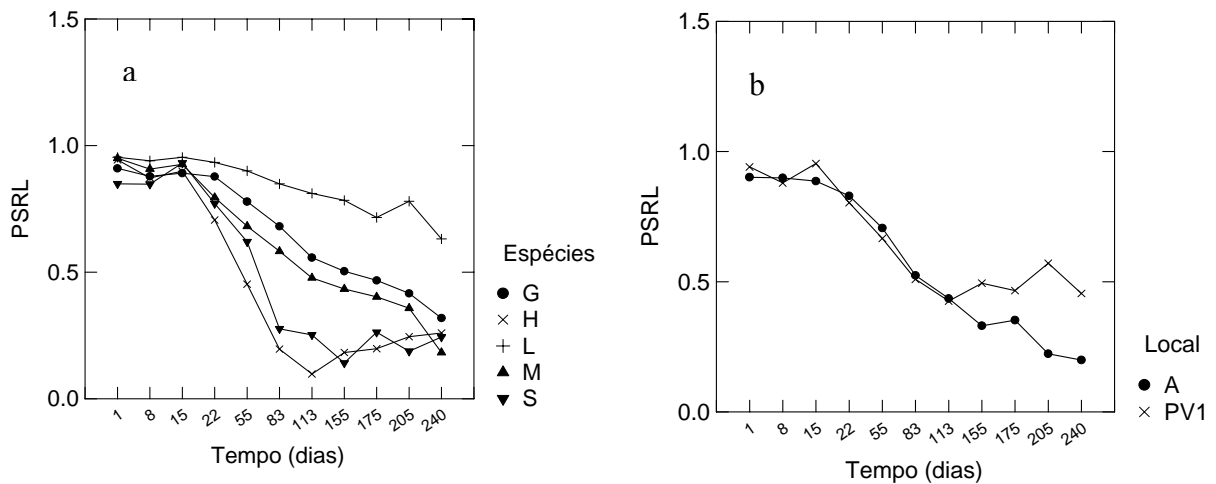 1.5
a
1.0
PSRL
0.5
0.0
1 8 15 22 55 83 113 155 175 205 240
Tempo (dias)
Espécies
G
H
L
M
S
1.5
b
1.0
PSRL
0.5
0.0
1 8 15 22 55 83 113 155 175 205 240
Tempo (dias)
Local
A
PV1